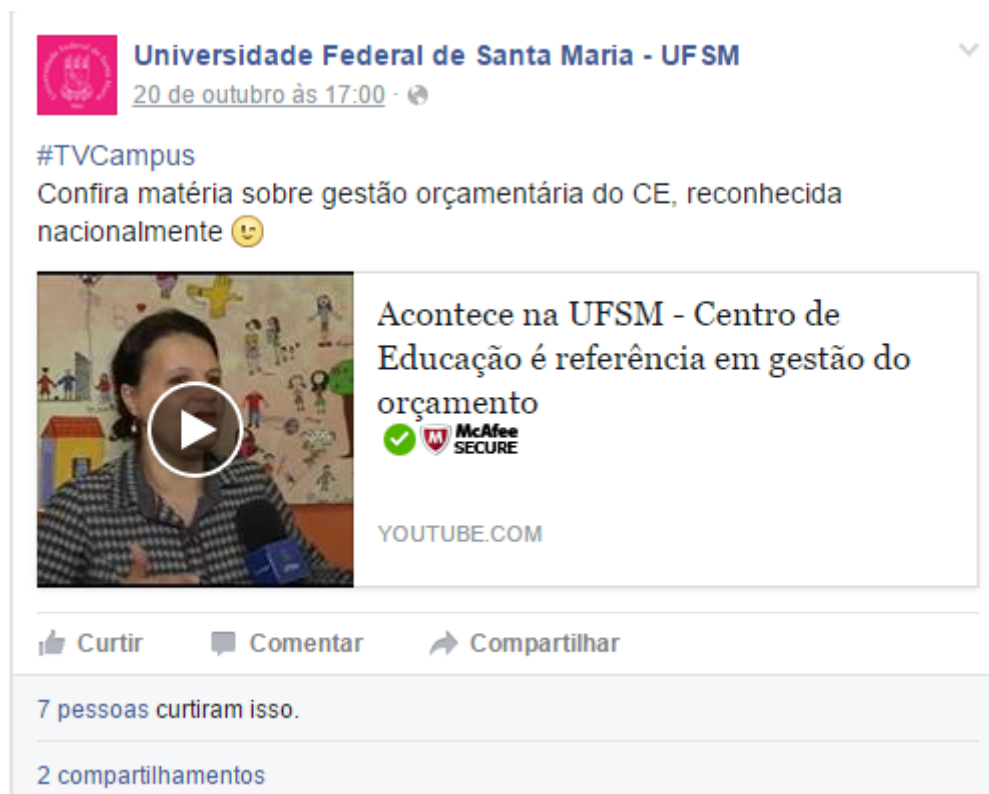 Universidade Federal de Santa Maria - UFSM
20 de outubro às 17:00
#TVCampus
Confira matéria sobre gestão orçamentária do CE, reconhecida
nacionalmente
Acontece na UFSM - Centro de
Educação é referência em gestão do
orçamento
McAfee
SECURE
YOUTUBE.COM
Curtir Comentar Compartilhar
7 pessoas curtiram isso.
2 compartilhamentos